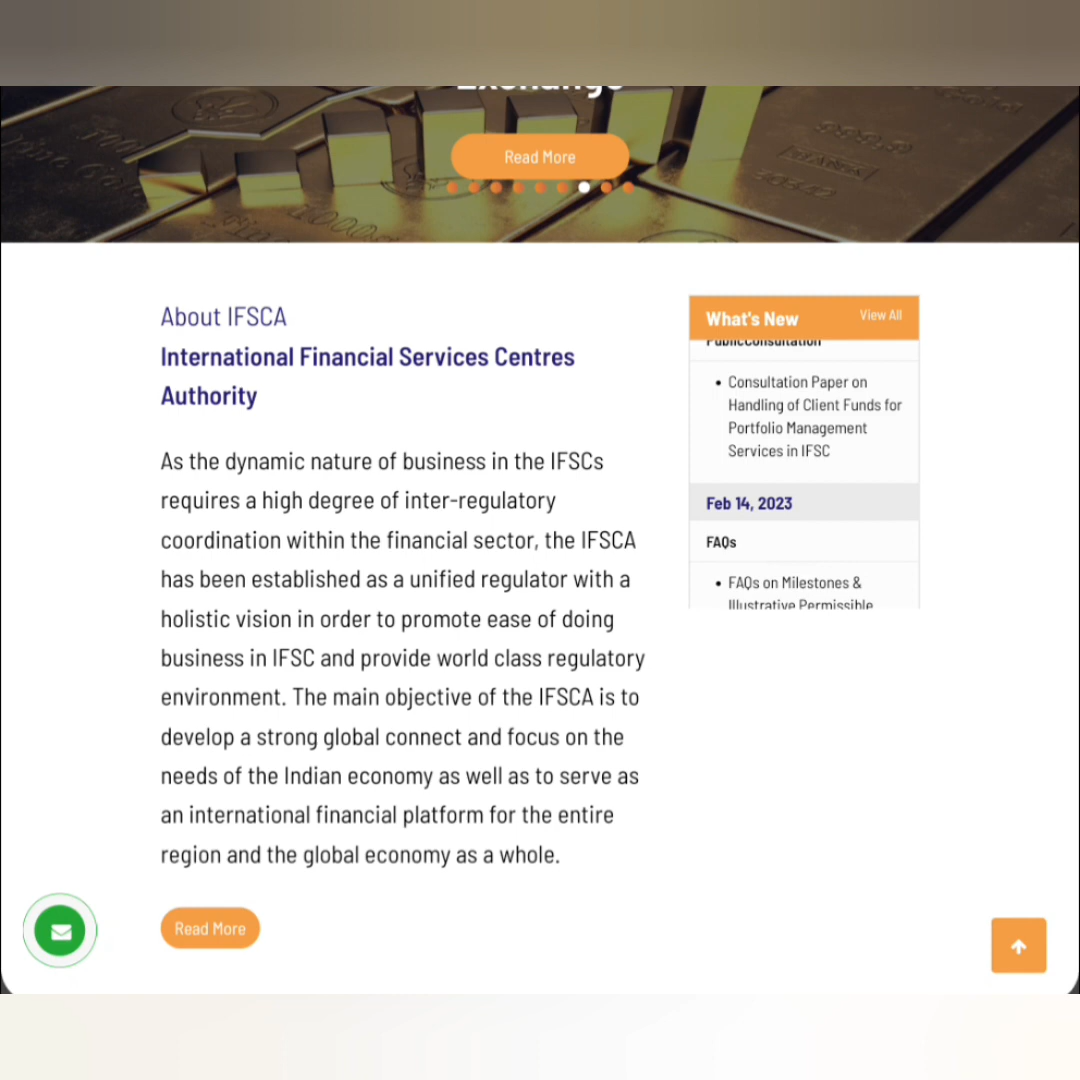 Exchange
Read More
About IFSCA
International Financial Services Centres
Authority
As the dynamic nature of business in the IFSCs
requires a high degree of inter-regulatory
coordination within the financial sector, the IFSCA
has been established as a unified regulator with a
holistic vision in order to promote ease of doing
business in IFSC and provide world class regulatory
environment. The main objective of the IFSCA is to
develop a strong global connect and focus on the
needs of the Indian economy as well as to serve as
an international financial platform for the entire
region and the global economy as a whole.
Read More
What's New
View All
PublicConsultation
• Consultation Paper on
Handling of Client Funds for
Portfolio Management
Services in IFSC
Feb 14, 2023
FAQs
• FAQs on Milestones &
Illustrative Permissible